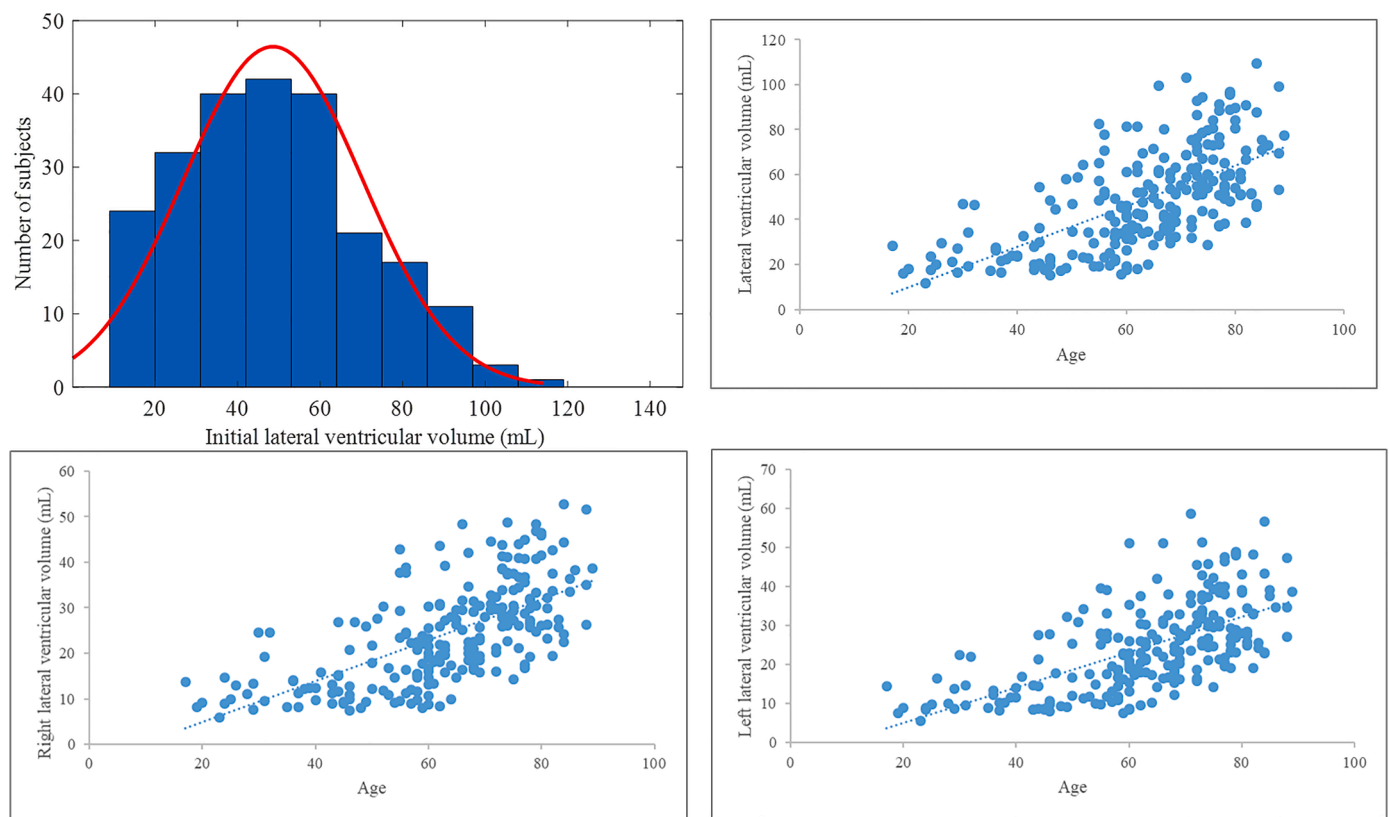 50
40
30
20
10
0
Number of subjects
20 40 60 80 100 120 140
Initial lateral ventricular volume (mL)
120
100
80
60
40
20
0
Lateral ventricular volume (mL)
0 20 40 60 80 100
Age
60
50
40
30
20
10
0
Right lateral ventricular volume (mL)
0 20 40 60 80 100
Age
70
60
50
40
30
20
10
0
Left lateral ventricular volume (mL)
0 20 40 60 80 100
Age